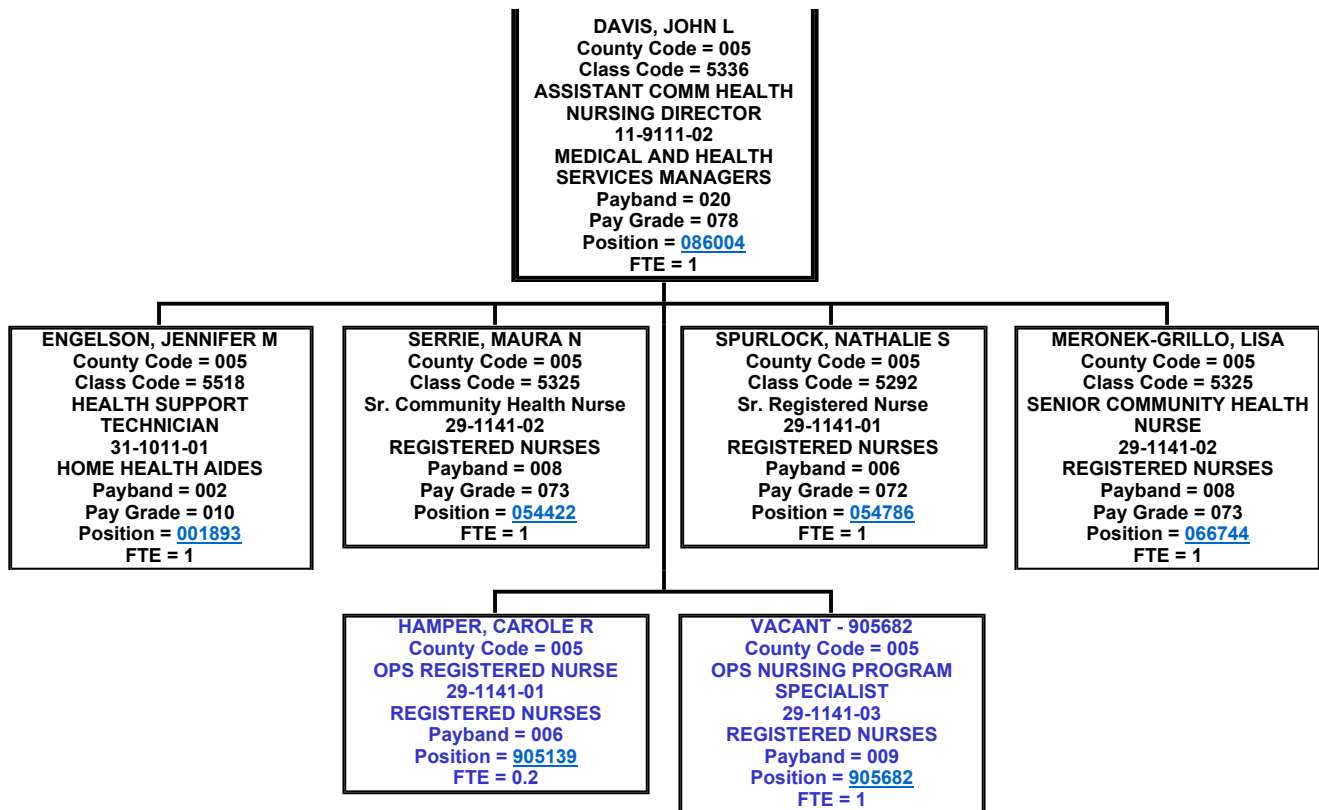 DAVIS, JOHN L
County Code = 005
Class Code = 5336
ASSISTANT COMM HEALTH
NURSING DIRECTOR
11-9111-02
MEDICAL AND HEALTH
SERVICES MANAGERS
Payband = 020
Pay Grade = 078
Position = 086004
FTE = 1
ENGELSON, JENNIFER M
County Code = 005
Class Code = 5518
HEALTH SUPPORT
TECHNICIAN
31-1011-01
HOME HEALTH AIDES
Payband = 002
Pay Grade = 010
Position = 001893
FTE = 1
SERRIE, MAURA N
County Code = 005
Class Code = 5325
Sr. Community Health Nurse
29-1141-02
REGISTERED NURSES
Payband = 008
Pay Grade = 073
Position = 054422
FTE = 1
SPURLOCK, NATHALIE S
County Code = 005
Class Code = 5292
Sr. Registered Nurse
29-1141-01
REGISTERED NURSES
Payband = 006
Pay Grade = 072
Position = 054786
FTE = 1
MERONEK-GRILLO, LISA
County Code = 005
Class Code = 5325
SENIOR COMMUNITY HEALTH
NURSE
29-1141-02
REGISTERED NURSES
Payband = 008
Pay Grade = 073
Position = 066744
FTE = 1
HAMPER, CAROLE R
County Code = 005
OPS REGISTERED NURSE
29-1141-01
REGISTERED NURSES
Payband = 006
Position = 905139
FTE = 0.2
VACANT - 905682
County Code = 005
OPS NURSING PROGRAM
SPECIALIST
29-1141-03
REGISTERED NURSES
Payband = 009
Position = 905682
FTE = 1